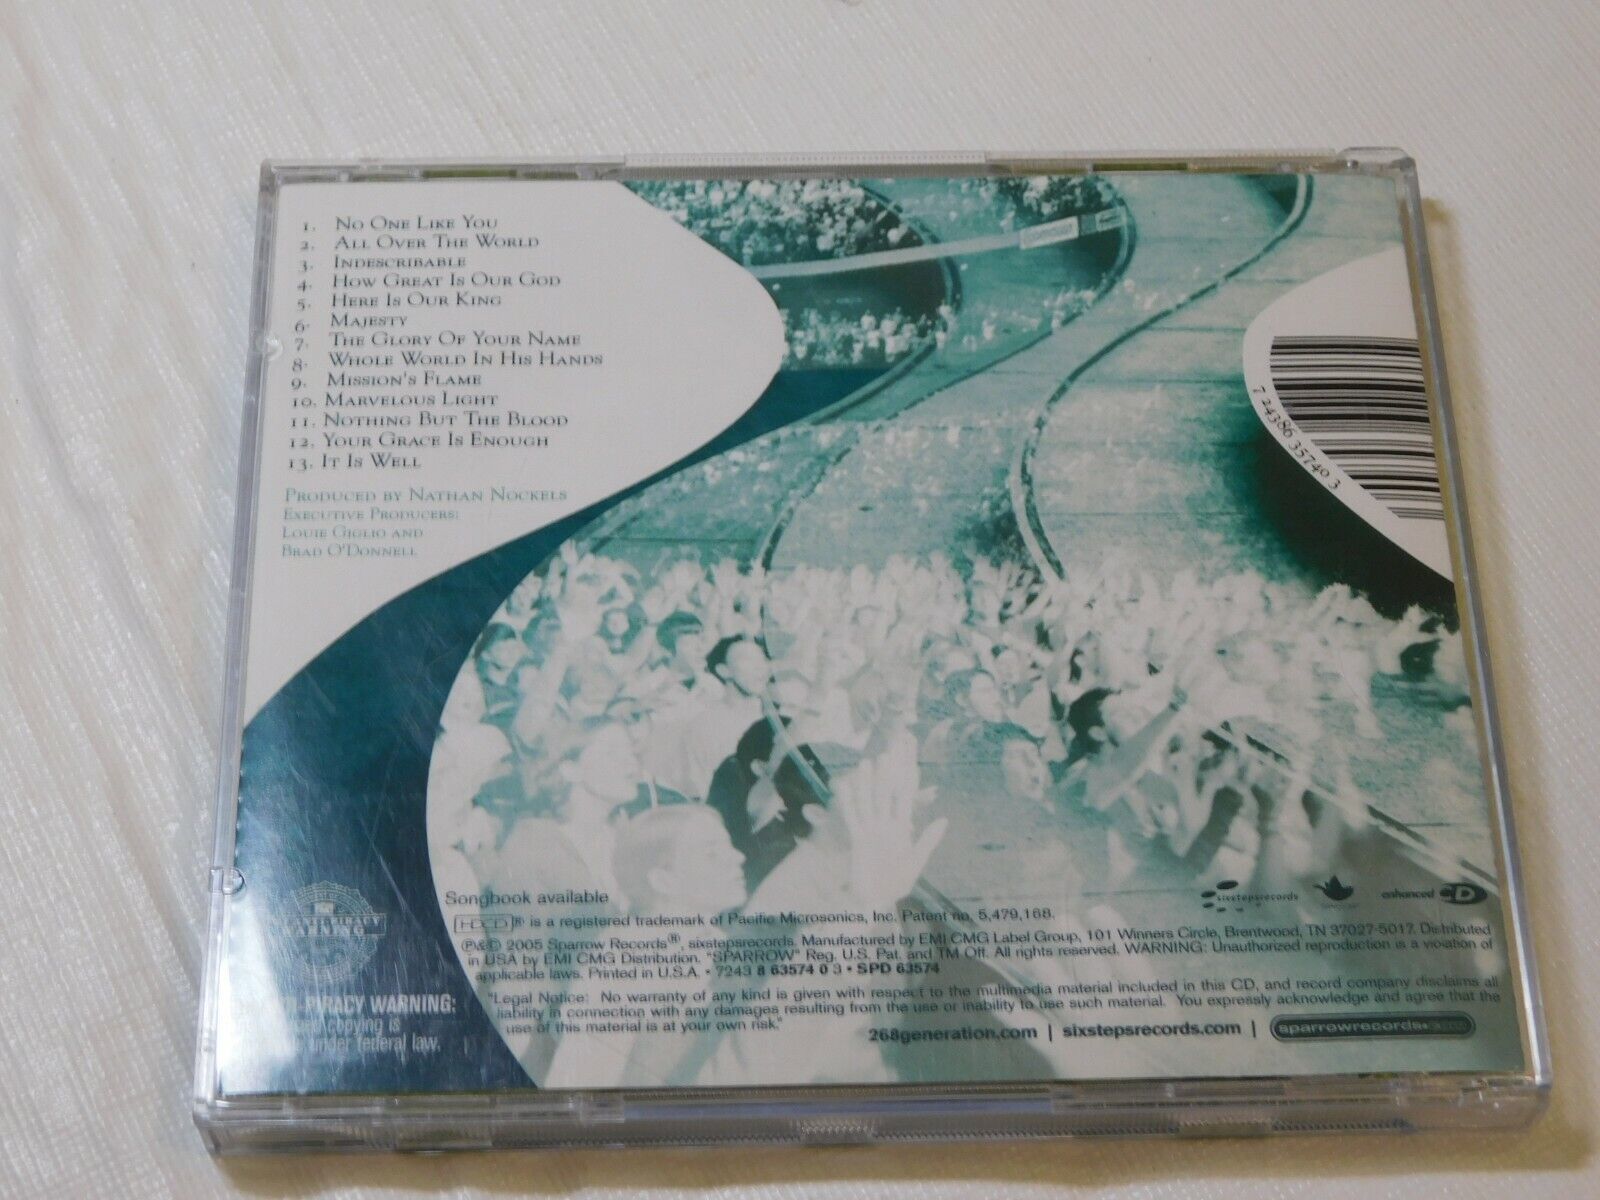 1. No One Like You
2. All Over The World
3. Indescribable
4. How Great Is Our God
5. Here Is Our King
6. Majesty
7. The Glory Of Your Name
8. Whole World In His Hands
9. Mission's Flame
10. Marvelous Light
11. Nothing But The Blood
12. Your Grace Is Enough
13. It Is Well
Produced by Nathan Nockels
Executive Producers:
Louie Giglio and
Brad O'Donnell
7 24386 35740 3
WARNING
-PIRACY WARNING:
copying is
under federal law.
Songbook available
sixstepsrecords
enhanced CD
HDCD® is a registered trademark of Pacific Microsonics, Inc. Patent no. 5,479,168.
℗&© 2005 Sparrow Records®, sixstepsrecords. Manufactured by EMI CMG Label Group, 101 Winners Circle, Brentwood, TN 37027-5017. Distributed
in USA by EMI CMG Distribution. "SPARROW" Reg. U.S. Pat. and TM Off. All rights reserved. WARNING: Unauthorized reproduction is a violation of
applicable laws. Printed in U.S.A. • 7243 8 63574 0 3 • SPD 63574
"Legal Notice: No warranty of any kind is given with respect to the multimedia material included in this CD, and record company disclaims all
liability in connection with any damages resulting from the use of or inability to use such material. You expressly acknowledge and agree that the
use of this material is at your own risk."
268generation.com | sixstepsrecords.com | sparrowrecords